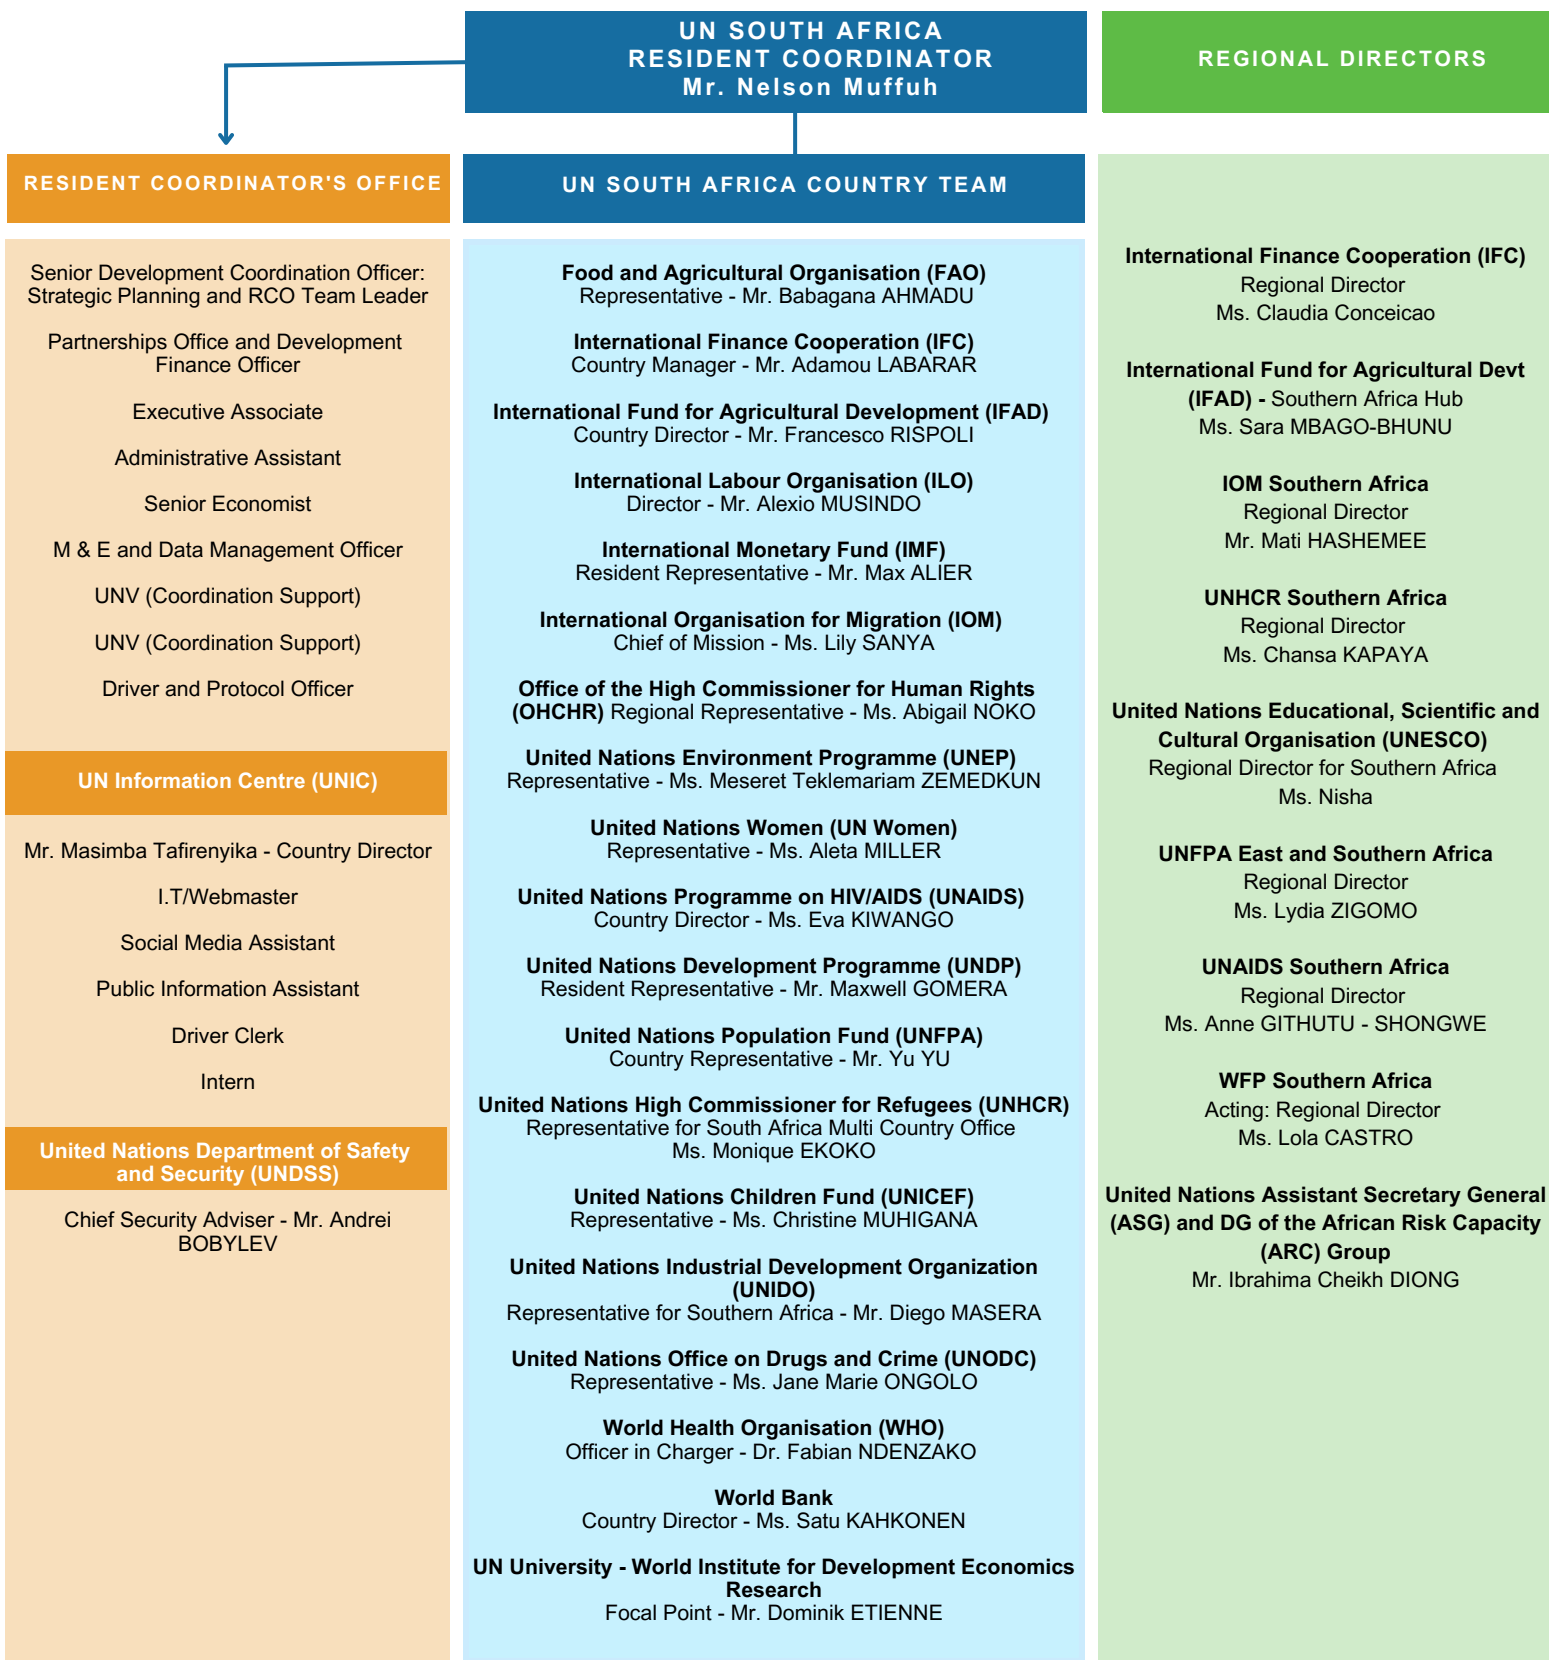 UN SOUTH AFRICA
RESIDENT COORDINATOR
Mr. Nelson Muffuh
REGIONAL DIRECTORS
RESIDENT COORDINATOR'S OFFICE
Senior Development Coordination Officer:
Strategic Planning and RCO Team Leader
Partnerships Office and Development
Finance Officer
Executive Associate
Administrative Assistant
Senior Economist
M & E and Data Management Officer
UNV (Coordination Support)
UNV (Coordination Support)
Driver and Protocol Officer
UN Information Centre (UNIC)
Mr. Masimba Tafirenyika - Country Director
I.T/Webmaster
Social Media Assistant
Public Information Assistant
Driver Clerk
Intern
United Nations Department of Safety
and Security (UNDSS)
Chief Security Adviser - Mr. Andrei
BOBYLEV
UN SOUTH AFRICA COUNTRY TEAM
Food and Agricultural Organisation (FAO)
Representative - Mr. Babagana AHMADU
International Finance Cooperation (IFC)
Country Manager - Mr. Adamou LABARAR
International Fund for Agricultural Development (IFAD)
Country Director - Mr. Francesco RISPOLI
International Labour Organisation (ILO)
Director - Mr. Alexio MUSINDO
International Monetary Fund (IMF)
Resident Representative - Mr. Max ALIER
International Organisation for Migration (IOM)
Chief of Mission - Ms. Lily SANYA
Office of the High Commissioner for Human Rights
(OHCHR) Regional Representative - Ms. Abigail NOKO
United Nations Environment Programme (UNEP)
Representative - Ms. Meseret Teklemariam ZEMEDKUN
United Nations Women (UN Women)
Representative - Ms. Aleta MILLER
United Nations Programme on HIV/AIDS (UNAIDS)
Country Director - Ms. Eva KIWANGO
United Nations Development Programme (UNDP)
Resident Representative - Mr. Maxwell GOMERA
United Nations Population Fund (UNFPA)
Country Representative - Mr. Yu YU
United Nations High Commissioner for Refugees (UNHCR)
Representative for South Africa Multi Country Office
Ms. Monique EKOKO
United Nations Children Fund (UNICEF)
Representative - Ms. Christine MUHIGANA
United Nations Industrial Development Organization
(UNIDO)
Representative for Southern Africa - Mr. Diego MASERA
United Nations Office on Drugs and Crime (UNODC)
Representative - Ms. Jane Marie ONGOLO
World Health Organisation (WHO)
Officer in Charger - Dr. Fabian NDENZAKO
World Bank
Country Director - Ms. Satu KAHKONEN
UN University - World Institute for Development Economics
Research
Focal Point - Mr. Dominik ETIENNE
International Finance Cooperation (IFC)
Regional Director
Ms. Claudia Conceicao
International Fund for Agricultural Devt
(IFAD) - Southern Africa Hub
Ms. Sara MBAGO-BHUNU
IOM Southern Africa
Regional Director
Mr. Mati HASHEMEE
UNHCR Southern Africa
Regional Director
Ms. Chansa KAPAYA
United Nations Educational, Scientific and
Cultural Organisation (UNESCO)
Regional Director for Southern Africa
Ms. Nisha
UNFPA East and Southern Africa
Regional Director
Ms. Lydia ZIGOMO
UNAIDS Southern Africa
Regional Director
Ms. Anne GITHUTU - SHONGWE
WFP Southern Africa
Acting: Regional Director
Ms. Lola CASTRO
United Nations Assistant Secretary General
(ASG) and DG of the African Risk Capacity
(ARC) Group
Mr. Ibrahima Cheikh DIONG